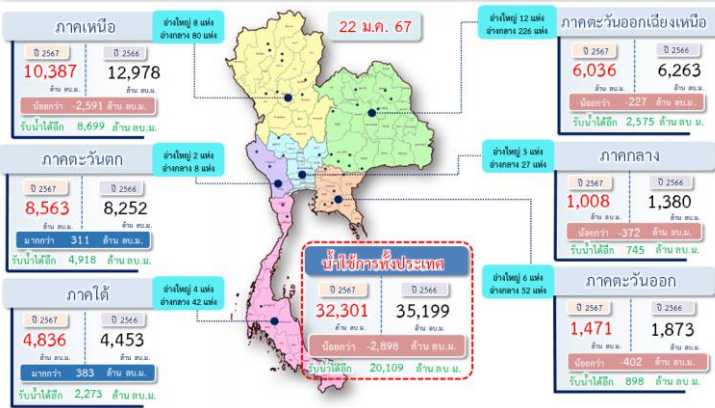 22 ม.ค. 67
ภาคเหนือ
อ่างใหญ่ 8 แห่ง
อ่างกลาง 80 แห่ง
ปี 2567 ปี 2566
10,387 12,978
ล้าน ลบ.ม. ล้าน ลบ.ม.
น้อยกว่า -2,591 ล้าน ลบ.ม.
รับน้ำได้อีก 8,699 ล้าน ลบ.ม.
ภาคตะวันออกเฉียงเหนือ
อ่างใหญ่ 12 แห่ง
อ่างกลาง 226 แห่ง
ปี 2567 ปี 2566
6,036 6,263
ล้าน ลบ.ม. ล้าน ลบ.ม.
น้อยกว่า -227 ล้าน ลบ.ม.
รับน้ำได้อีก 2,575 ล้าน ลบ.ม.
ภาคตะวันตก
อ่างใหญ่ 2 แห่ง
อ่างกลาง 8 แห่ง
ปี 2567 ปี 2566
8,563 8,252
ล้าน ลบ.ม. ล้าน ลบ.ม.
มากกว่า 311 ล้าน ลบ.ม.
รับน้ำได้อีก 4,918 ล้าน ลบ.ม.
ภาคกลาง
อ่างใหญ่ 3 แห่ง
อ่างกลาง 27 แห่ง
ปี 2567 ปี 2566
1,008 1,380
ล้าน ลบ.ม. ล้าน ลบ.ม.
น้อยกว่า -372 ล้าน ลบ.ม.
รับน้ำได้อีก 745 ล้าน ลบ.ม.
ภาคใต้
อ่างใหญ่ 4 แห่ง
อ่างกลาง 42 แห่ง
ปี 2567 ปี 2566
4,836 4,453
ล้าน ลบ.ม. ล้าน ลบ.ม.
มากกว่า 383 ล้าน ลบ.ม.
รับน้ำได้อีก 2,273 ล้าน ลบ.ม.
น้ำใช้การทั้งประเทศ
ปี 2567 ปี 2566
32,301 35,199
ล้าน ลบ.ม. ล้าน ลบ.ม.
น้อยกว่า -2,898 ล้าน ลบ.ม.
รับน้ำได้อีก 20,109 ล้าน ลบ.ม.
ภาคตะวันออก
อ่างใหญ่ 6 แห่ง
อ่างกลาง 52 แห่ง
ปี 2567 ปี 2566
1,471 1,873
ล้าน ลบ.ม. ล้าน ลบ.ม.
น้อยกว่า -402 ล้าน ลบ.ม.
รับน้ำได้อีก 898 ล้าน ลบ.ม.